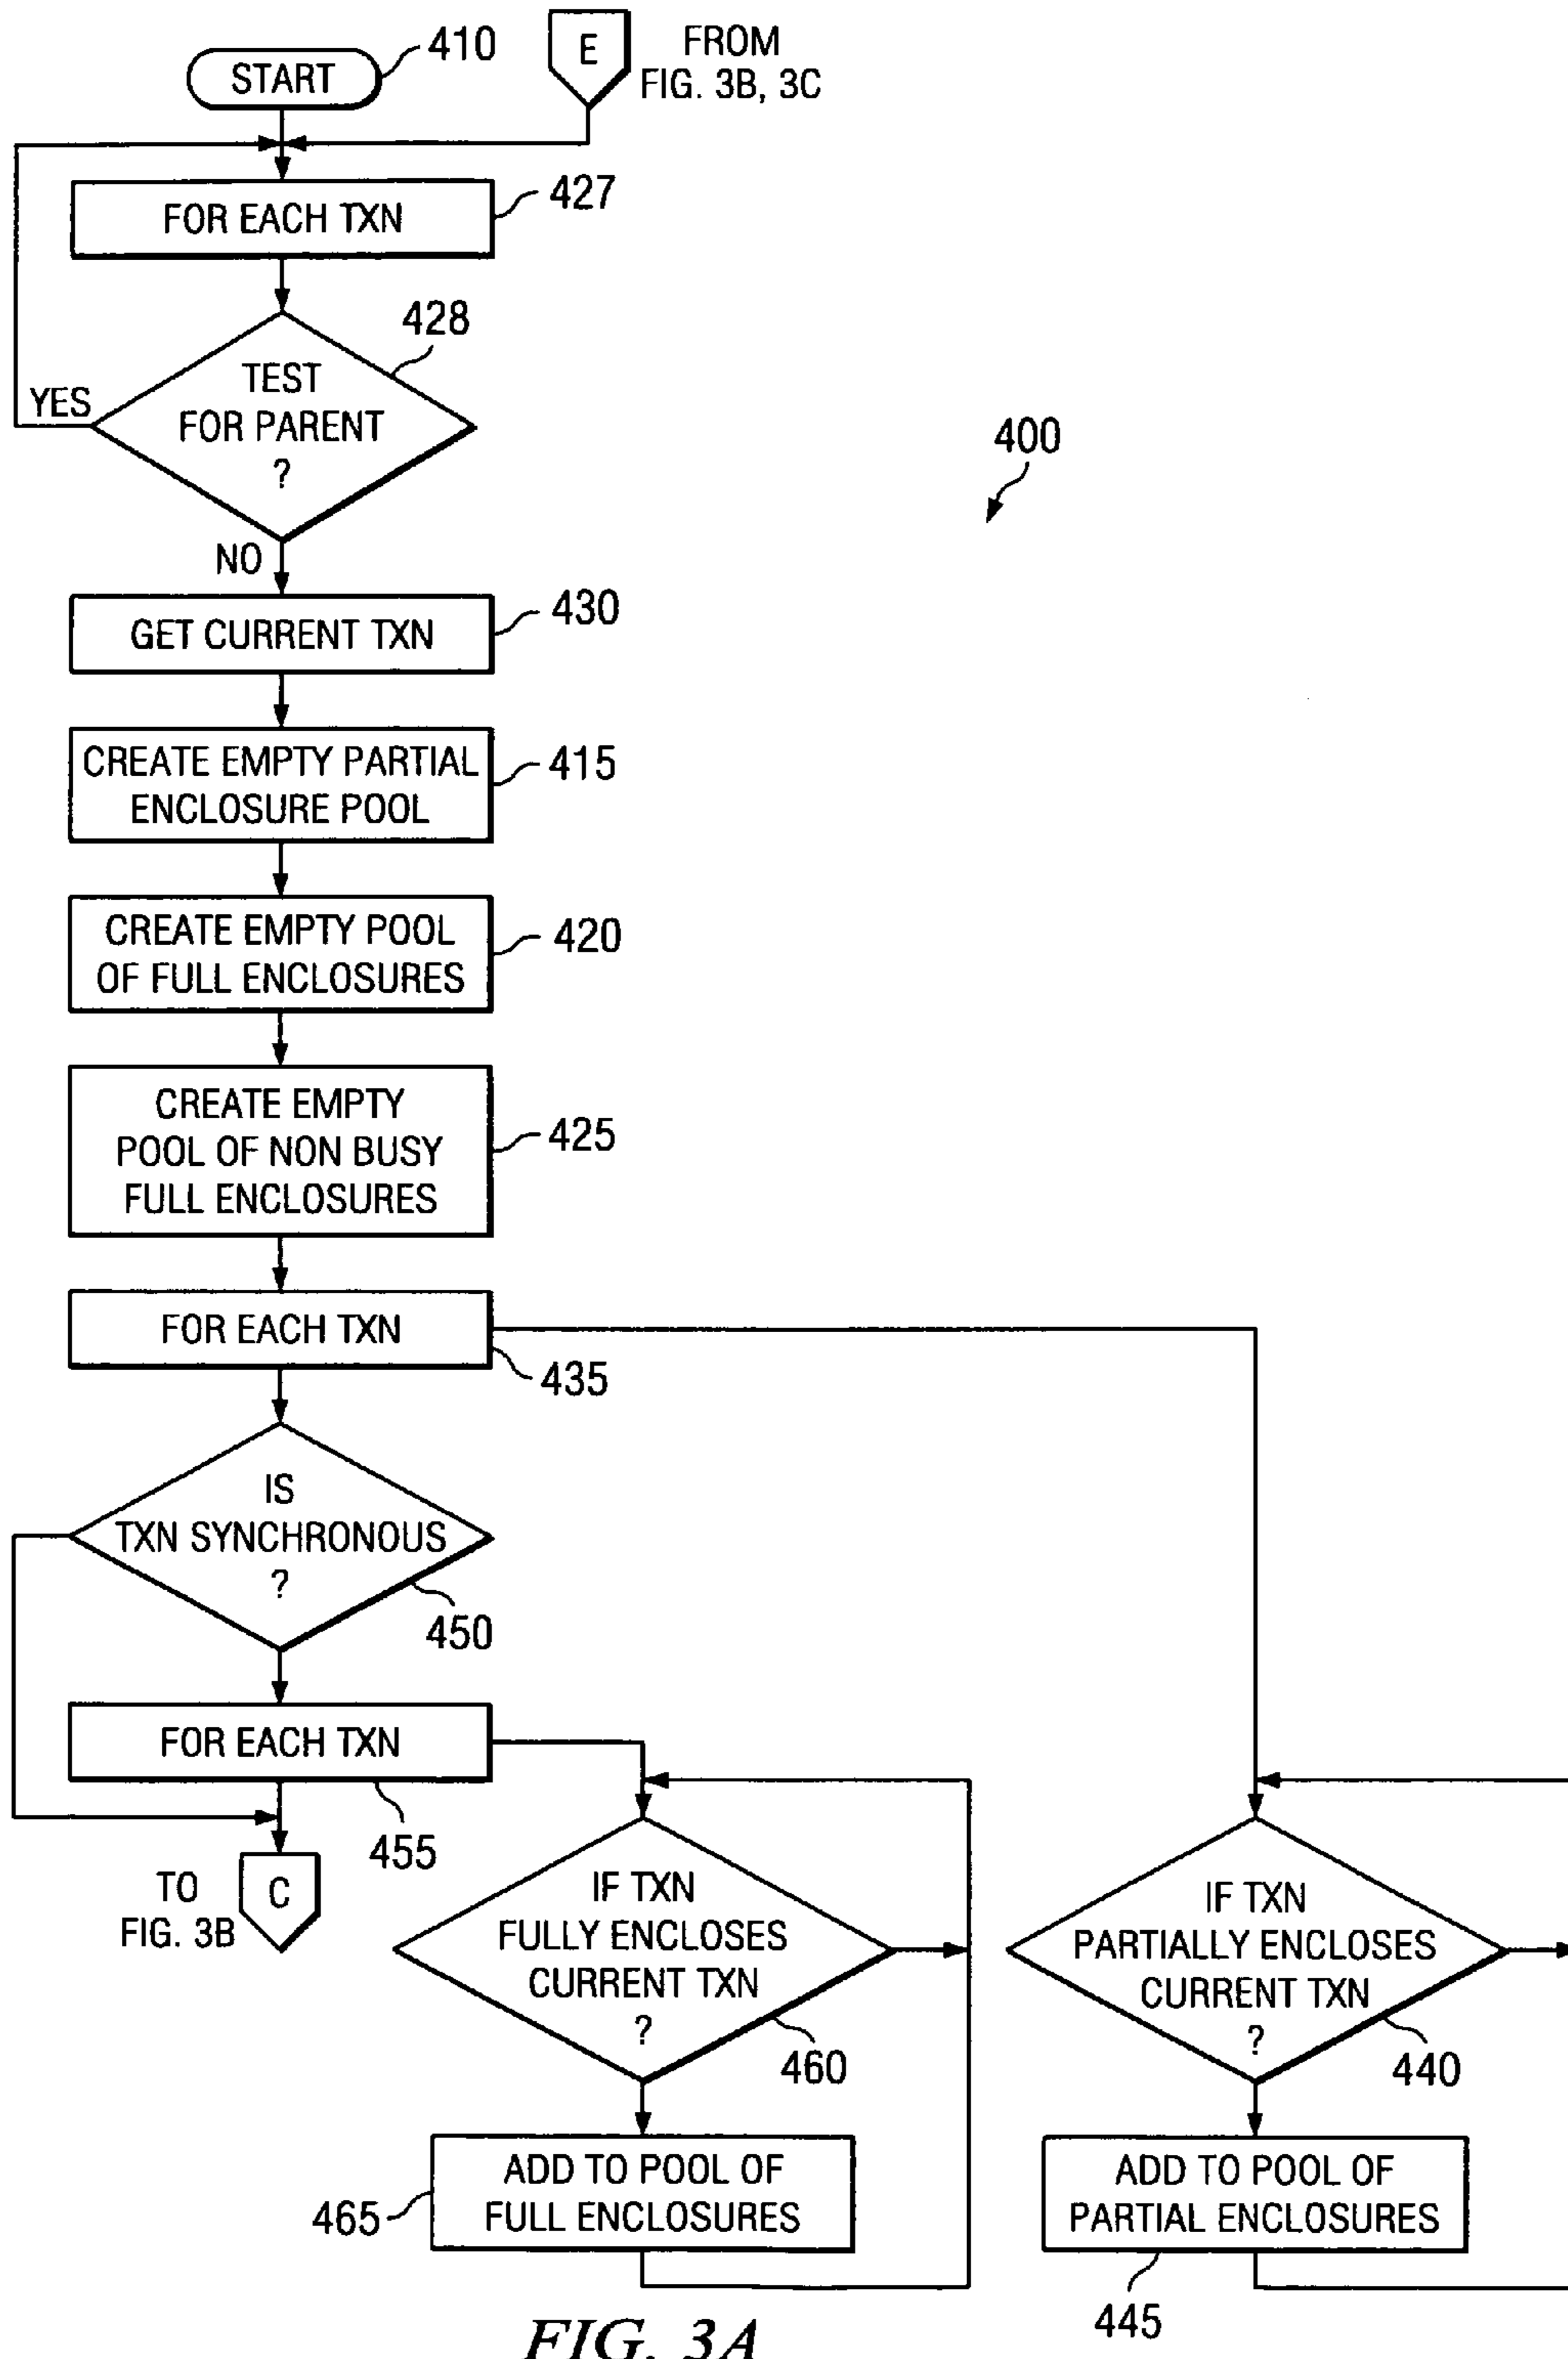 START
410
E
FROM
FIG. 3B, 3C
FOR EACH TXN
427
428
TEST
FOR PARENT
?
YES
NO
400
GET CURRENT TXN
430
CREATE EMPTY PARTIAL
ENCLOSURE POOL
415
CREATE EMPTY POOL
OF FULL ENCLOSURES
420
CREATE EMPTY
POOL OF NON BUSY
FULL ENCLOSURES
425
FOR EACH TXN
435
IS
TXN SYNCHRONOUS
?
450
FOR EACH TXN
455
TO
FIG. 3B
C
IF TXN
FULLY ENCLOSES
CURRENT TXN
?
460
IF TXN
PARTIALLY ENCLOSES
CURRENT TXN
?
440
ADD TO POOL OF
FULL ENCLOSURES
465
ADD TO POOL OF
PARTIAL ENCLOSURES
445
FIG. 3A